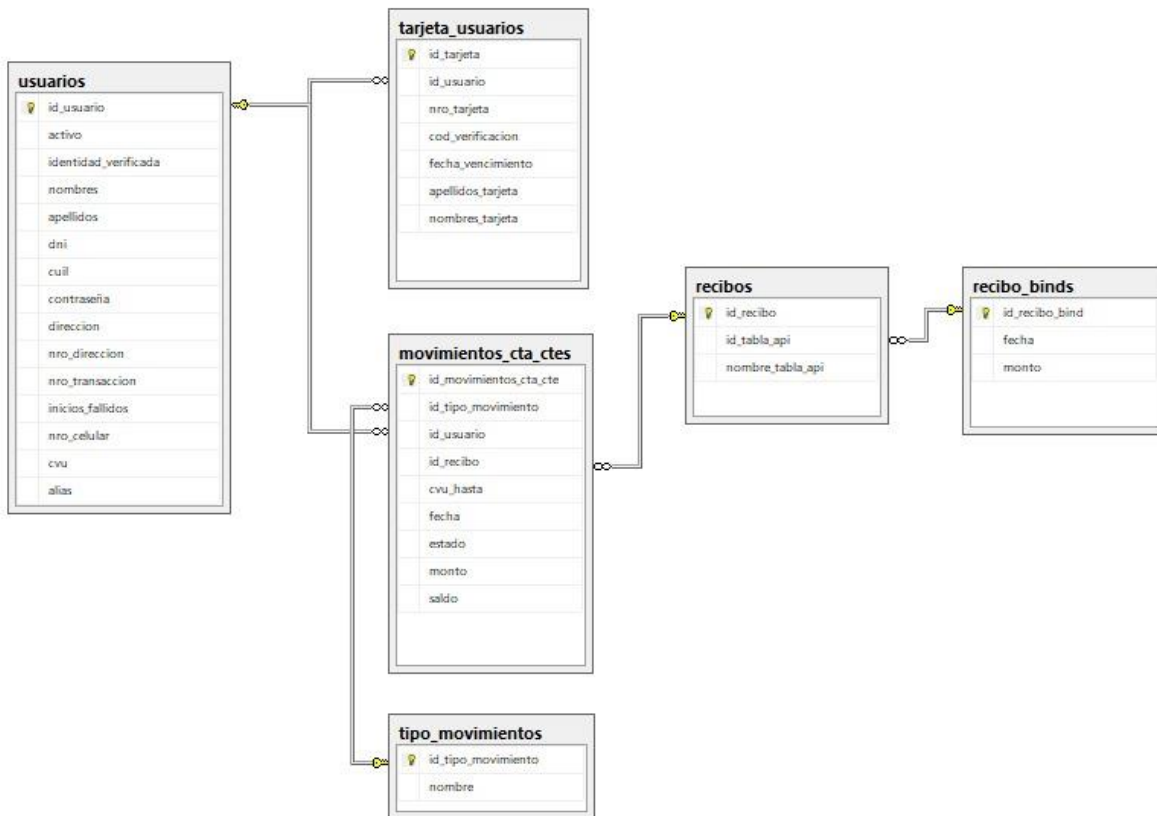 usuarios
id_usuario
activo
identidad_verificada
nombres
apellidos
dni
cuil
contraseña
direccion
nro_direccion
nro_transaccion
inicios_fallidos
nro_celular
cvu
alias
tarjeta_usuarios
id_tarjeta
id_usuario
nro_tarjeta
cod_verificacion
fecha_vencimiento
apellidos_tarjeta
nombres_tarjeta
movimientos_cta_ctes
id_movimientos_cta_cte
id_tipo_movimiento
id_usuario
id_recibo
cvu_hasta
fecha
estado
monto
saldo
tipo_movimientos
id_tipo_movimiento
nombre
recibos
id_recibo
id_tabla_api
nombre_tabla_api
recibo_binds
id_recibo_bind
fecha
monto